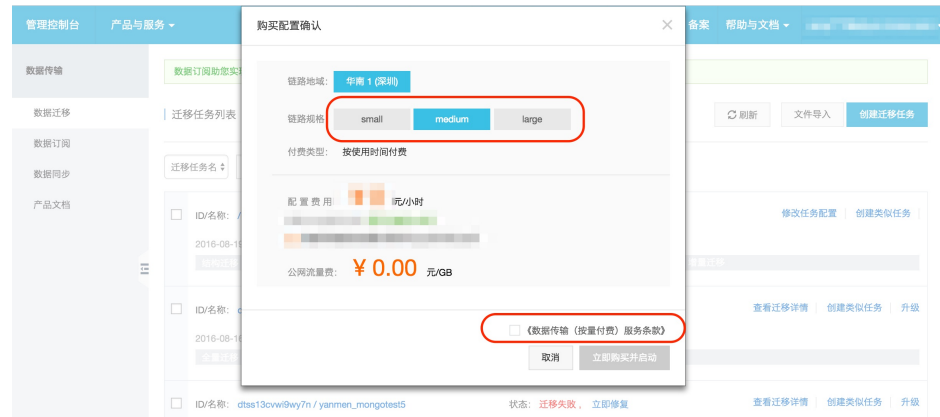 管理控制台 产品与服务 备案 帮助与文档
购买配置确认
数据传输
数据订阅助您实
链路地域: 华南 1 (深圳)
数据迁移
迁移任务列表
刷新 文件导入 创建迁移任务
链路规格 small medium large
数据订阅
付费类型: 按使用时间付费
数据同步
迁移任务名
产品文档
配置费用 元/小时
ID/名称:
修改任务配置 创建类似任务
2016-08-19
公网流量费: ¥ 0.00 元/GB
ID/名称: d
查看迁移详情 创建类似任务 升级
《数据传输(按量付费)服务条款》
2016-08-16
取消 立即购买并启动
全量迁移
ID/名称: dtss13cvwi9wy7n / yanmen_mongotest5 状态: 迁移失败, 立即修复 查看迁移详情 创建类似任务 升级